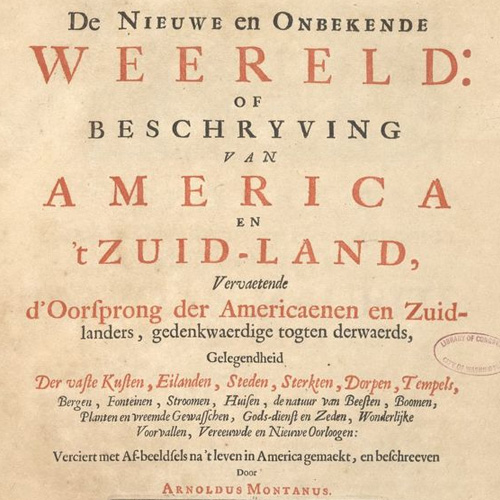 De Nieuwe en Onbekende
WEERELD:
OF
BESCHRYVING
VAN
AMERICA
EN
't ZUID-LAND,
Vervaetende
d'Oorsprong der Americaenen en Zuid-
landers, gedenkwaerdige togten derwaerds,
Gelegendheid
Der vaste Kusten, Eilanden, Steden, Sterkten, Dorpen, Tempels,
Bergen, Fonteinen, Stroomen, Huisen, de natuur van Beesten, Boomen,
Planten en vreemde Gewasschen, Gods-dienst en Zeden, Wonderlijke
Voorvallen, Vereeuwde en Nieuwe Oorloogen:
Verciert met Af-beeldsels na 't leven in America gemaekt, en beschreeven
Door
Arnoldus Montanus.
LIBRARY OF CONGRESS